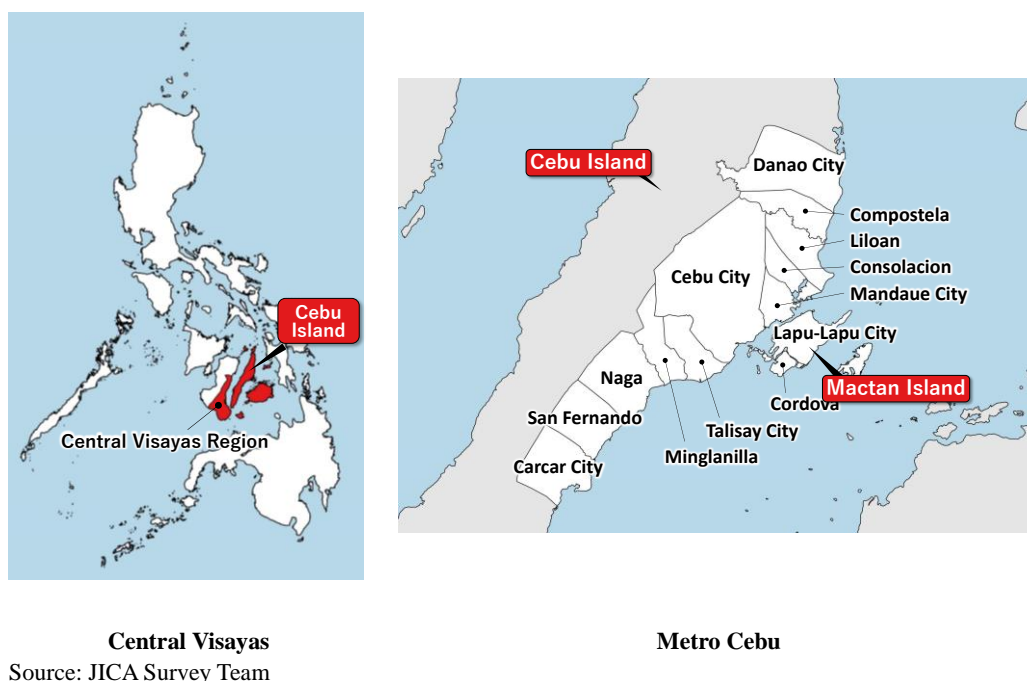 Cebu
Island
Central Visayas Region
Cebu Island
Danao City
Compostela
Liloan
Consolacion
Cebu City
Mandaue City
Lapu-Lapu City
Mactan Island
Naga
Cordova
San Fernando
Talisay City
Minglanilla
Carcar City
Central Visayas
Metro Cebu
Source: JICA Survey Team